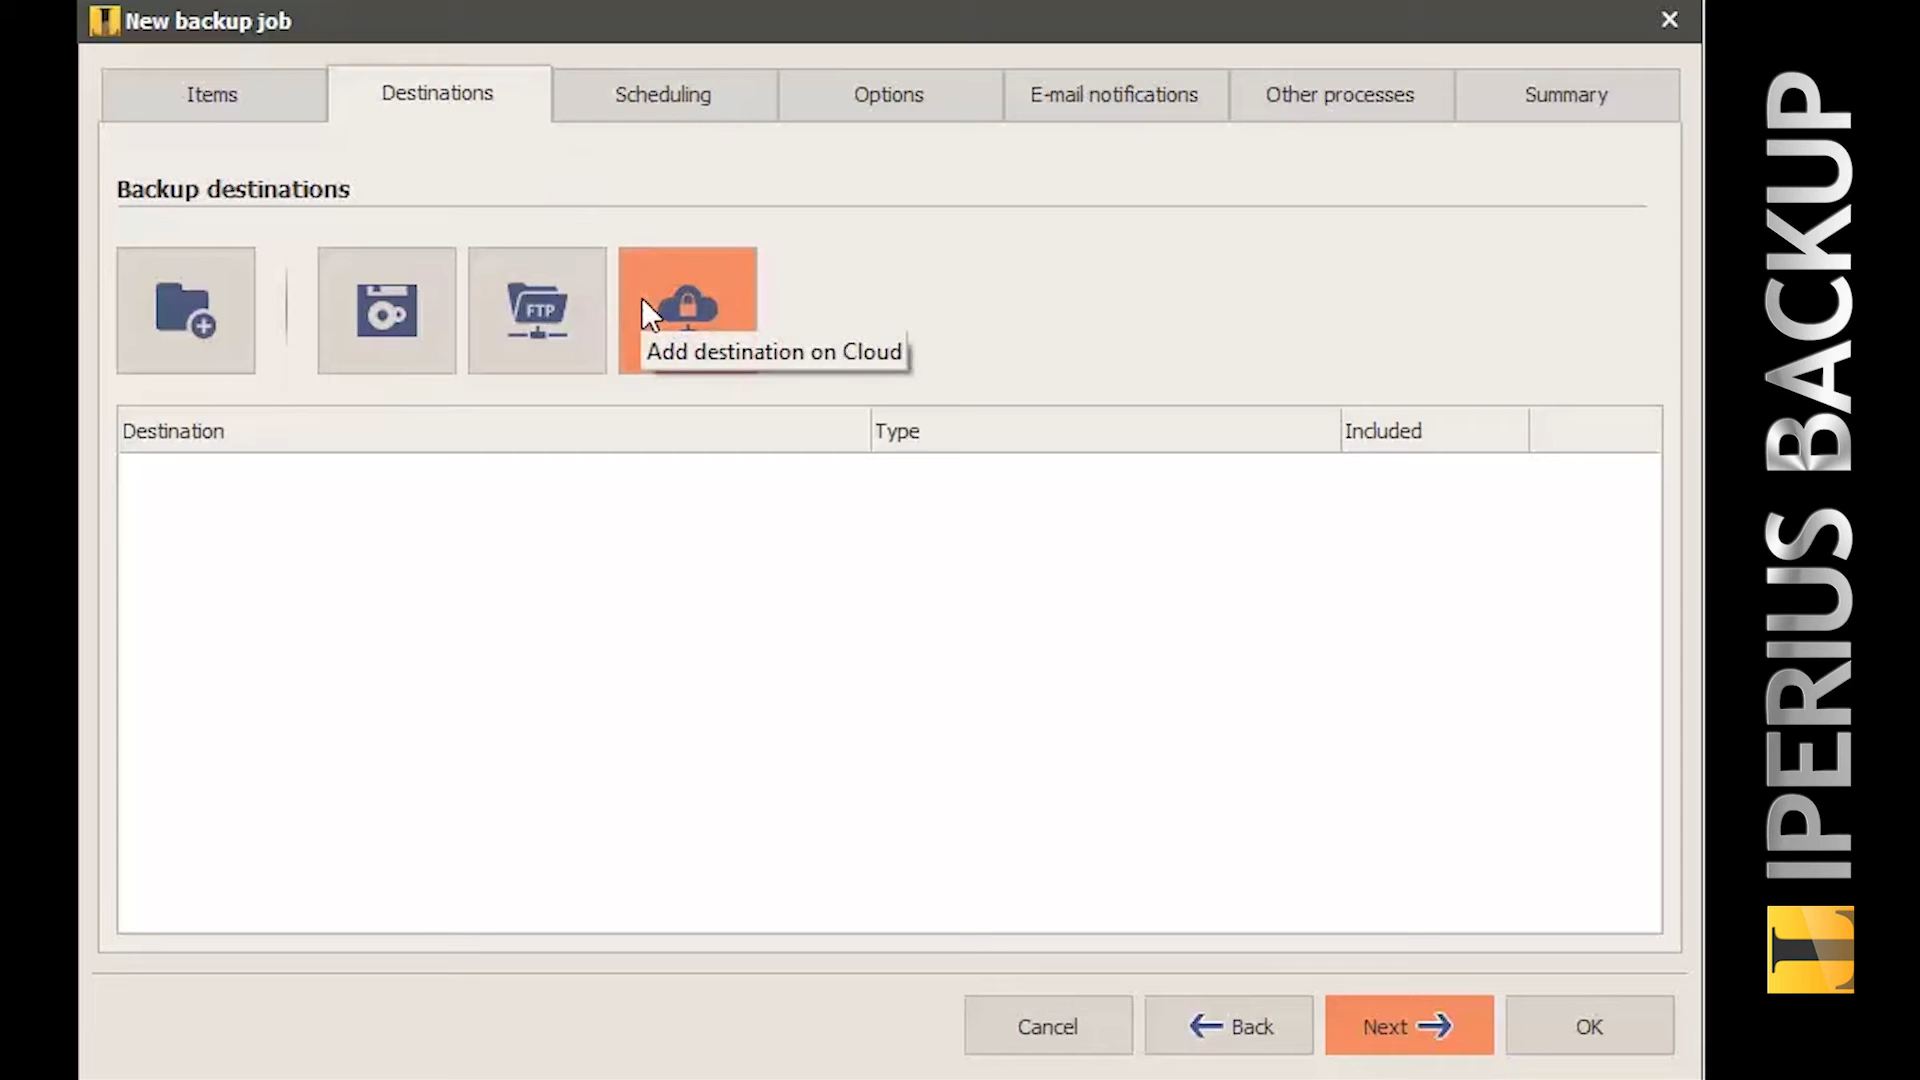 New backup job
Items
Destinations
Scheduling
Options
E-mail notifications
Other processes
Summary
Backup destinations
FTP
Add destination on Cloud
Destination
Type
Included
Cancel
Back
Next
OK
IPERIUS BACKUP